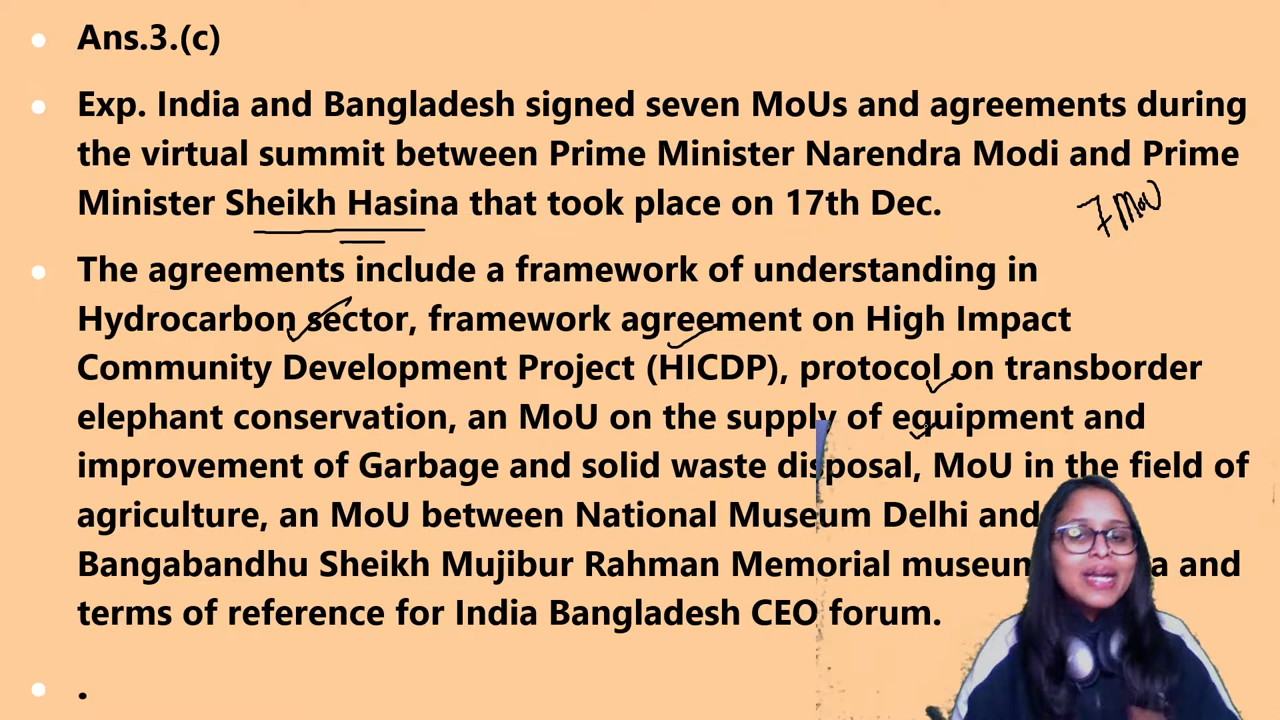 Ans.3.(c)
Exp. India and Bangladesh signed seven MoUs and agreements during
the virtual summit between Prime Minister Narendra Modi and Prime
Minister Sheikh Hasina that took place on 17th Dec.
7 MoU
The agreements include a framework of understanding in
Hydrocarbon sector, framework agreement on High Impact
Community Development Project (HICDP), protocol on transborder
elephant conservation, an MoU on the supply of equipment and
improvement of Garbage and solid waste disposal, MoU in the field of
agriculture, an MoU between National Museum Delhi and
Bangabandhu Sheikh Mujibur Rahman Memorial and
terms of reference for India Bangladesh CEO forum.
.